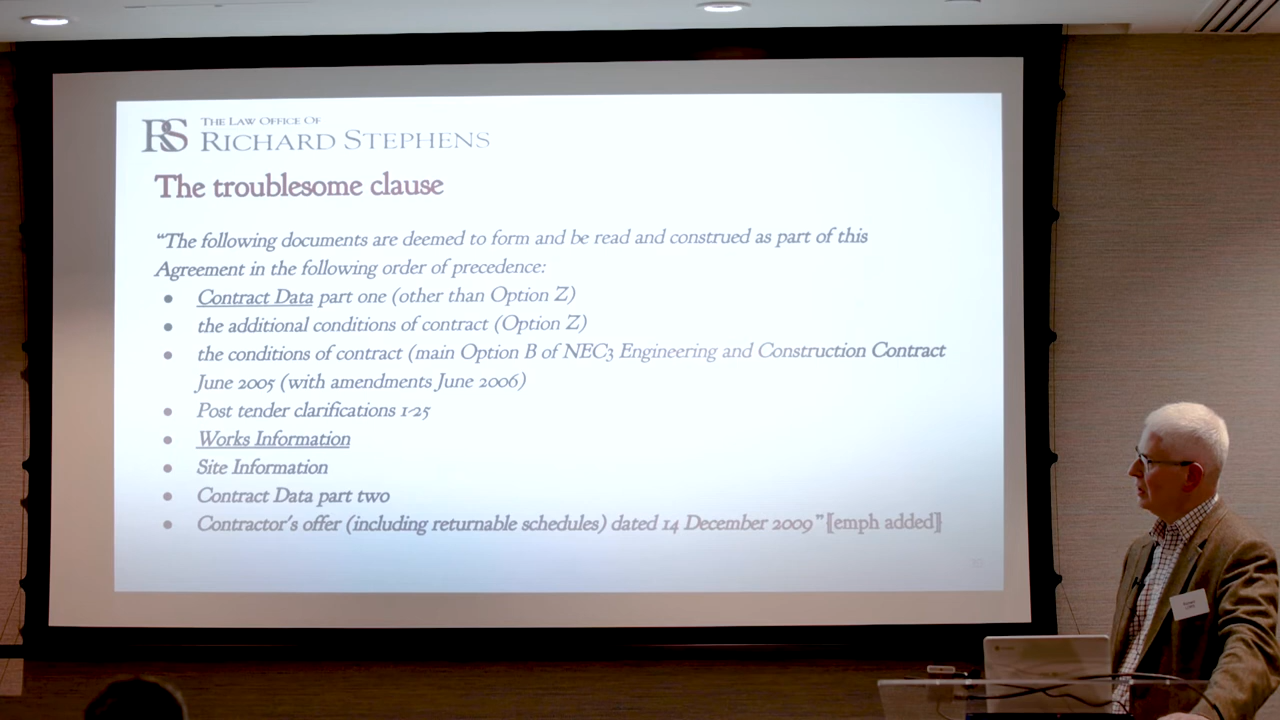 RS THE LAW OFFICE OF
RICHARD STEPHENS
The troublesome clause
“The following documents are deemed to form and be read and construed as part of this
Agreement in the following order of precedence:
• Contract Data part one (other than Option Z)
• the additional conditions of contract (Option Z)
• the conditions of contract (main Option B of NEC3 Engineering and Construction Contract
June 2005 (with amendments June 2006)
• Post tender clarifications 1-25
• Works Information
• Site Information
• Contract Data part two
• Contractor's offer (including returnable schedules) dated 14 December 2009” [emph added]